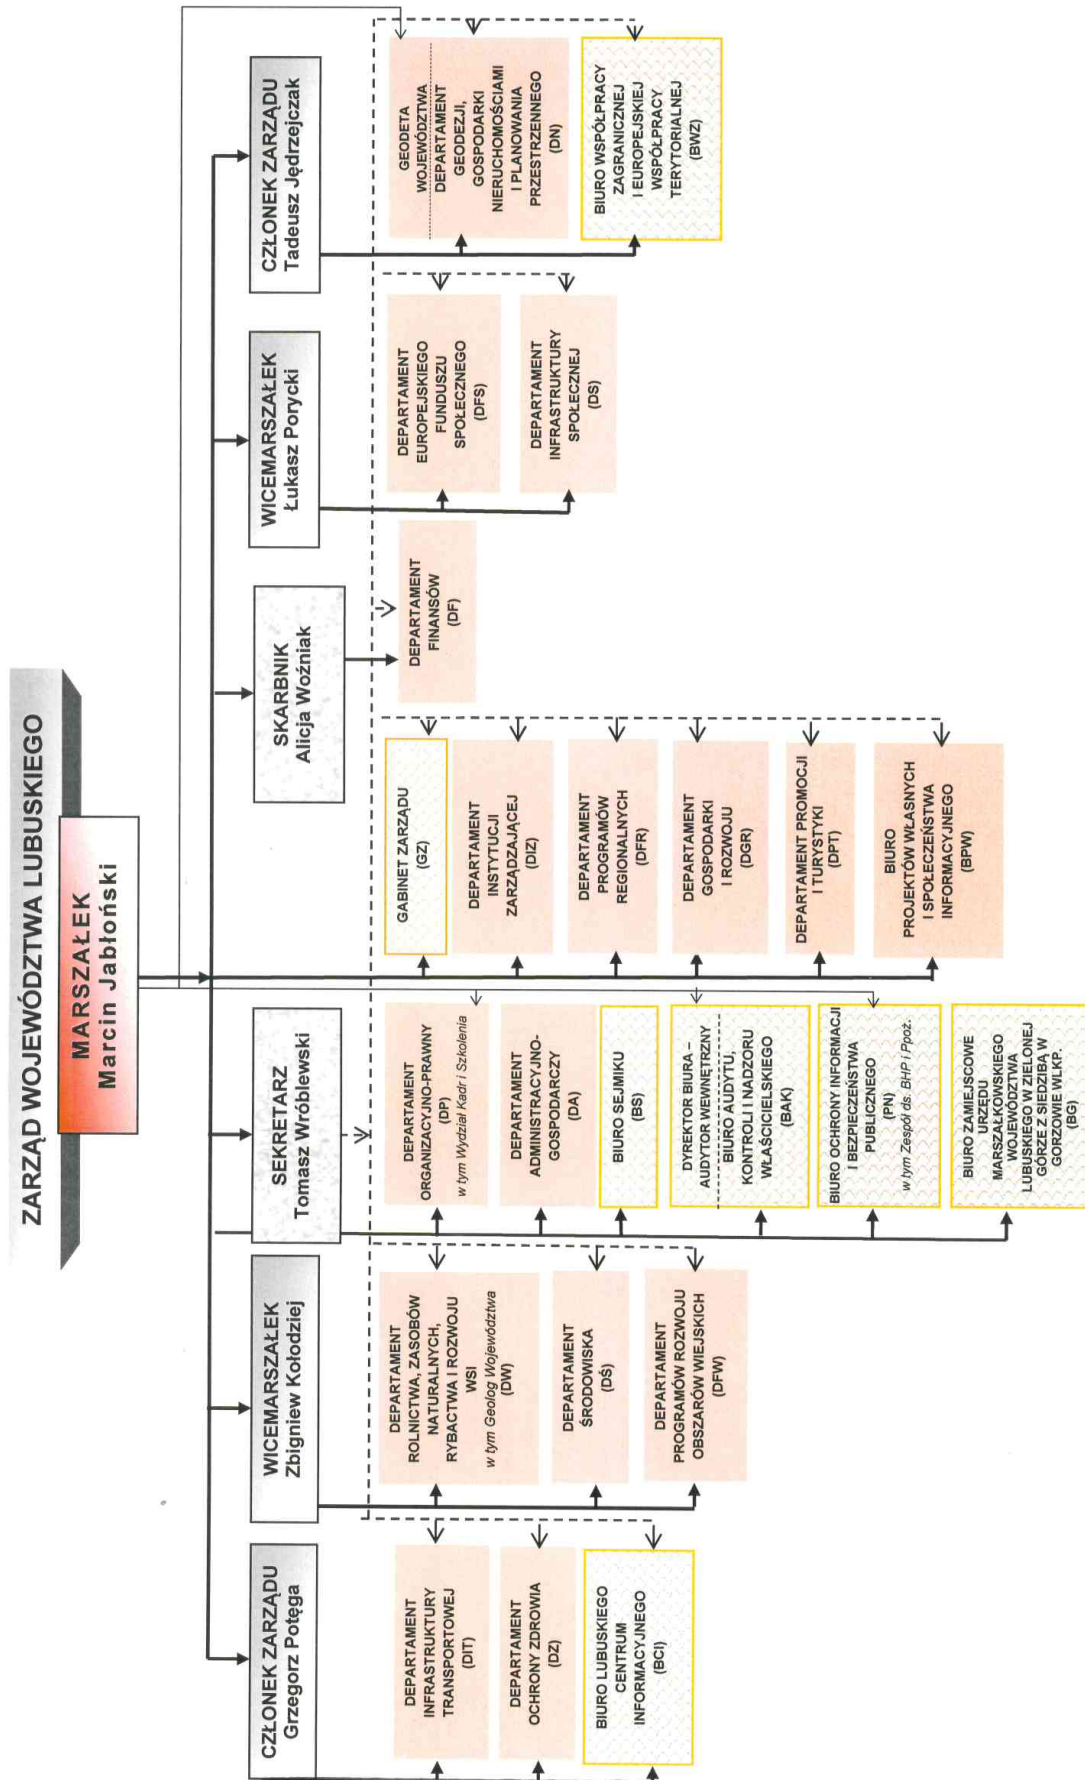 ZARZĄD WOJEWÓDZTWA LUBUSKIEGO
MARSZAŁEK
Marcin Jabłoński
CZŁONEK ZARZĄDU
Grzegorz Potęga
WICEMARSZAŁEK
Zbigniew Kołodziej
SEKRETARZ
Tomasz Wróblewski
SKARBNIK
Alicja Woźniak
WICEMARSZAŁEK
Łukasz Porycki
CZŁONEK ZARZĄDU
Tadeusz Jędrzejczak
DEPARTAMENT
INFRASTRUKTURY
TRANSPORTOWEJ
(DIT)
DEPARTAMENT
OCHRONY ZDROWIA
(DZ)
BIURO LUBUSKIEGO
CENTRUM
INFORMACYJNEGO
(BCI)
DEPARTAMENT
ROLNICTWA, ZASOBÓW
NATURALNYCH,
RYBACTWA I ROZWOJU
WSI
(DW)
w tym Geolog Województwa
DEPARTAMENT
ŚRODOWISKA
(DŚ)
DEPARTAMENT
PROGRAMÓW ROZWOJU
OBSZARÓW WIEJSKICH
(DFW)
DEPARTAMENT
ORGANIZACYJNO-PRAWNY
(DP)
w tym Wydział Kadr i Szkolenia
DEPARTAMENT
ADMINISTRACYJNO-
GOSPODARCZY
(DA)
BIURO SEJMIKU
(BS)
DYREKTOR BIURA –
AUDYTOR WEWNĘTRZNY
BIURO AUDYTU,
KONTROLI I NADZORU
WŁAŚCICIELSKIEGO
(BAK)
BIURO OCHRONY INFORMACJI
I BEZPIECZEŃSTWA
PUBLICZNEGO
(PN)
w tym Zespół ds. BHP i Ppoż.
BIURO ZAMIEJSCOWE
URZĘDU
MARSZAŁKOWSKIEGO
WOJEWÓDZTWA
LUBUSKIEGO W ZIELONEJ
GÓRZE Z SIEDZIBĄ W
GORZOWIE WLKP.
(BG)
GABINET ZARZĄDU
(GZ)
DEPARTAMENT
INSTYTUCJI
ZARZĄDZAJĄCEJ
(DIZ)
DEPARTAMENT
PROGRAMÓW
REGIONALNYCH
(DFR)
DEPARTAMENT
GOSPODARKI
I ROZWOJU
(DGR)
DEPARTAMENT PROMOCJI
I TURYSTYKI
(DPT)
BIURO
PROJEKTÓW WŁASNYCH
I SPOŁECZEŃSTWA
INFORMACYJNEGO
(BPW)
DEPARTAMENT
FINANSÓW
(DF)
DEPARTAMENT
EUROPEJSKIEGO
FUNDUSZU
SPOŁECZNEGO
(DFS)
DEPARTAMENT
INFRASTRUKTURY
SPOŁECZNEJ
(DS)
GEODETA
WOJEWÓDZTWA
DEPARTAMENT
GEODEZJI,
GOSPODARKI
NIERUCHOMOŚCIAMI
I PLANOWANIA
PRZESTRZENNEGO
(DN)
BIURO WSPÓŁPRACY
ZAGRANICZNEJ
I EUROPEJSKIEJ
WSPÓŁPRACY
TERYTORIALNEJ
(BWZ)